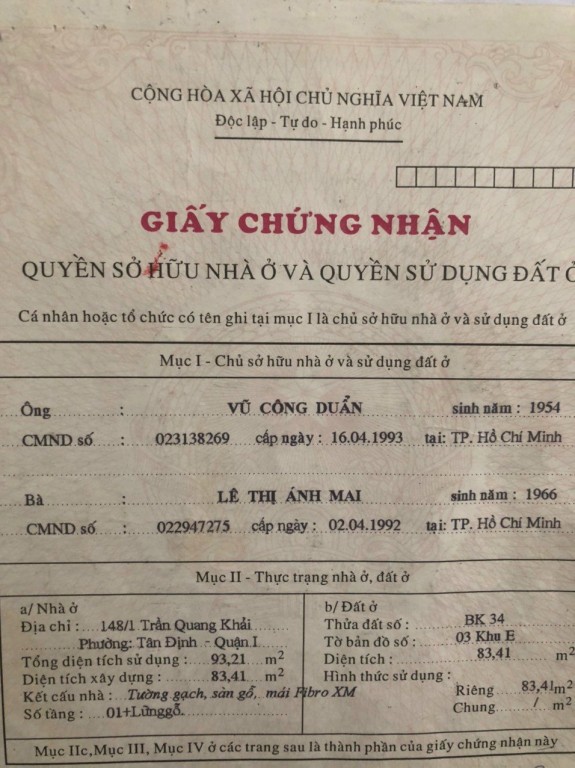 CỘNG HÒA XÃ HỘI CHỦ NGHĨA VIỆT NAM
Độc lập - Tự do - Hạnh phúc
GIẤY CHỨNG NHẬN
QUYỀN SỞ HỮU NHÀ Ở VÀ QUYỀN SỬ DỤNG ĐẤT Ở
Cá nhân hoặc tổ chức có tên ghi tại mục I là chủ sở hữu nhà ở và sử dụng đất ở
Mục I - Chủ sở hữu nhà ở và sử dụng đất ở
Ông : VŨ CÔNG DUẨN sinh năm : 1954
CMND số : 023138269 cấp ngày : 16.04.1993 tại: TP. Hồ Chí Minh
Bà : LÊ THỊ ÁNH MAI sinh năm : 1966
CMND số : 022947275 cấp ngày : 02.04.1992 tại: TP. Hồ Chí Minh
Mục II - Thực trạng nhà ở, đất ở
a/ Nhà ở
Địa chỉ : 148/1 Trần Quang Khải
Phường: Tân Định - Quận I
Tổng diện tích sử dụng : 93,21 m2
Diện tích xây dựng : 83,41 m2
Kết cấu nhà : Tường gạch, sàn gỗ, mái Fibro XM
Số tầng : 01+Lửnggỗ.
b/ Đất ở
Thửa đất số : BK 34
Tờ bản đồ số : 03 Khu E
Diện tích : 83,41 m2
Hình thức sử dụng :
Riêng 83,41m2
Chung / m2
Mục IIc,Mục III, Mục IV ở các trang sau là thành phần của giấy chứng nhận này